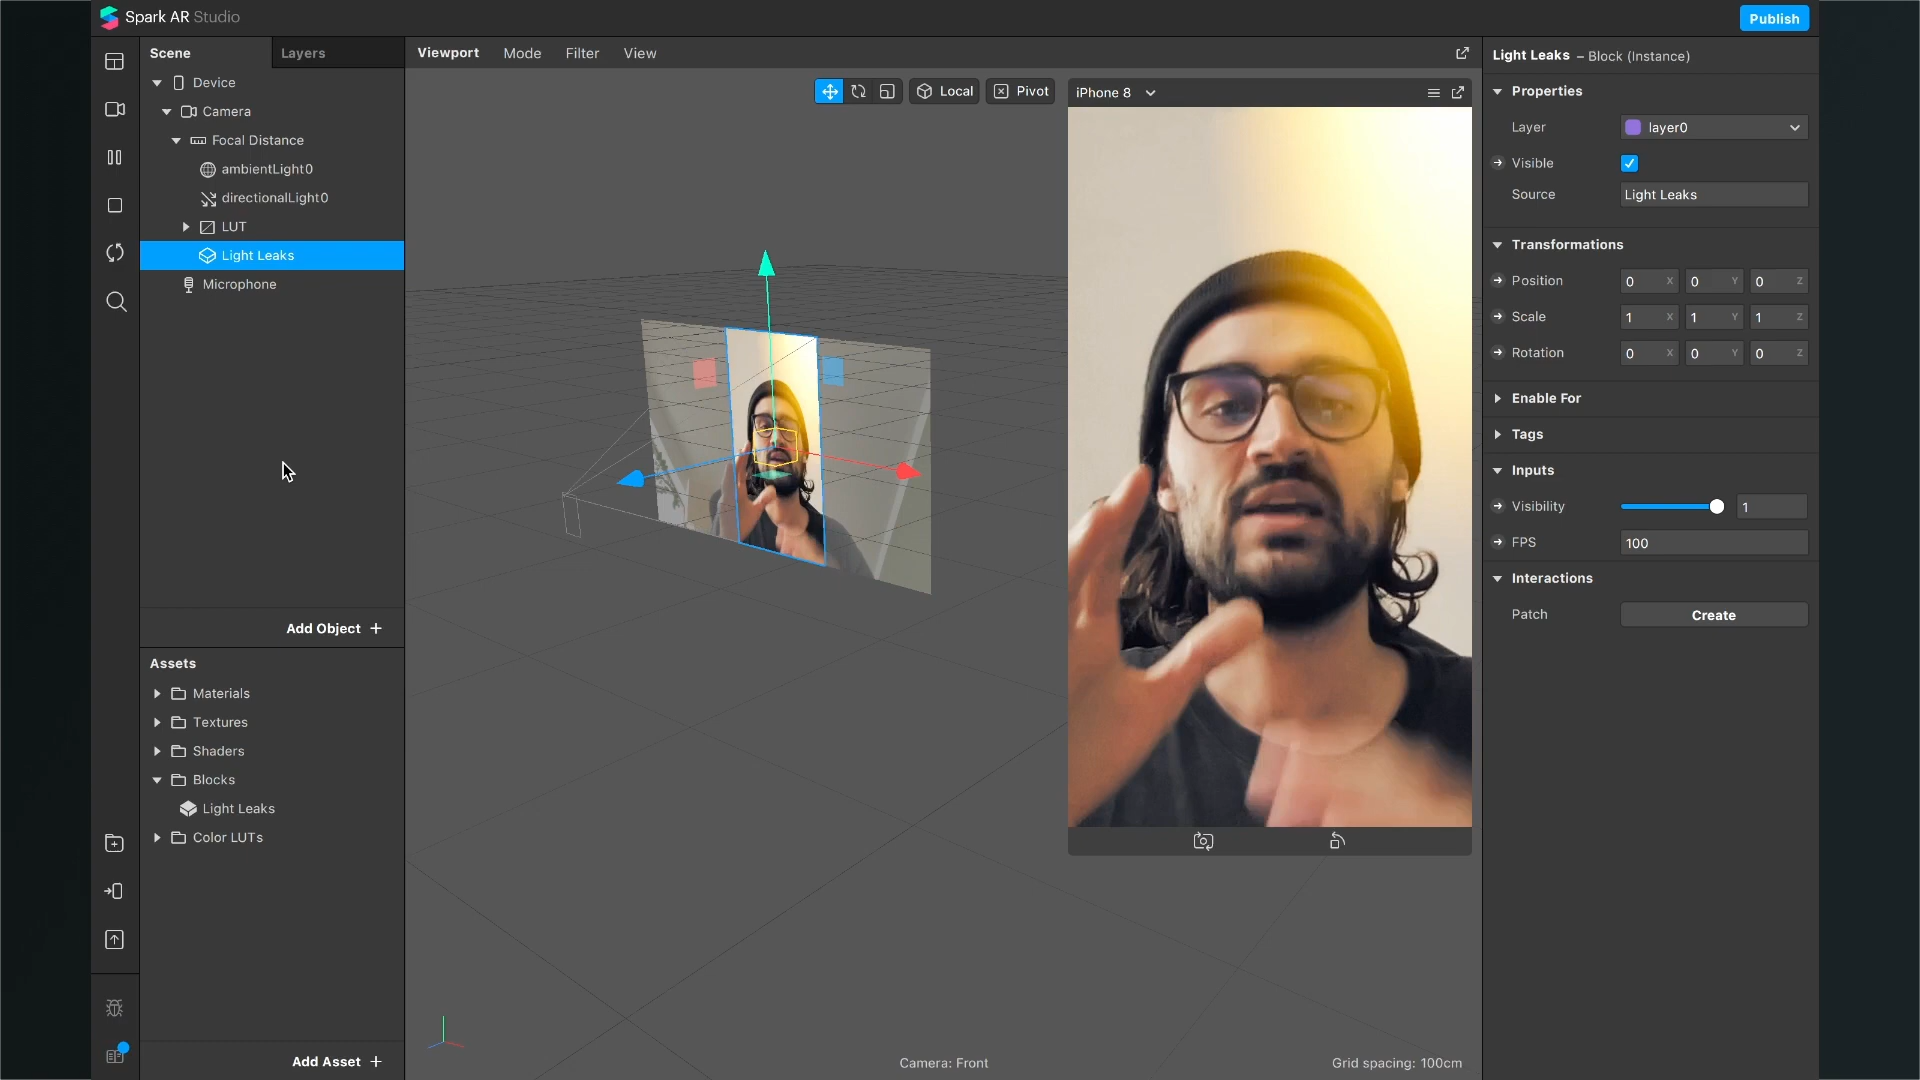 Spark AR Studio
Publish
Scene
Layers
Device
Camera
Focal Distance
ambientLight0
directionalLight0
LUT
Light Leaks
Microphone
Add Object +
Assets
Materials
Textures
Shaders
Blocks
Light Leaks
Color LUTs
Add Asset +
Viewport Mode Filter View
Local
Pivot
iPhone 8
Camera: Front
Grid spacing: 100cm
Light Leaks – Block (Instance)
Properties
Layer layer0
Visible
Source Light Leaks
Transformations
Position 0 X 0 Y 0 Z
Scale 1 X 1 Y 1 Z
Rotation 0 X 0 Y 0 Z
Enable For
Tags
Inputs
Visibility 1
FPS 100
Interactions
Patch Create